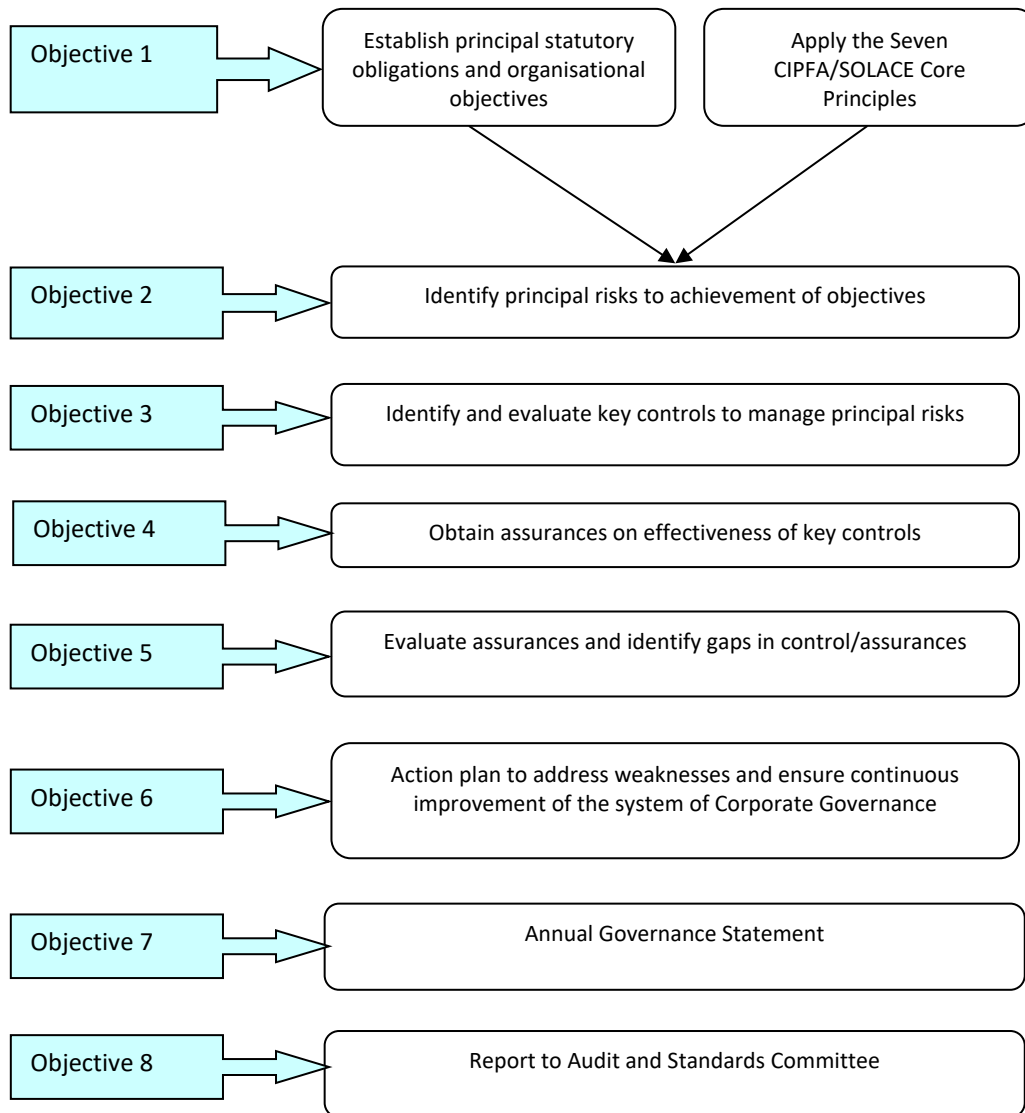 Objective 1
Establish principal statutory
obligations and organisational
objectives
Apply the Seven
CIPFA/SOLACE Core
Principles
Objective 2
Identify principal risks to achievement of objectives
Objective 3
Identify and evaluate key controls to manage principal risks
Objective 4
Obtain assurances on effectiveness of key controls
Objective 5
Evaluate assurances and identify gaps in control/assurances
Objective 6
Action plan to address weaknesses and ensure continuous
improvement of the system of Corporate Governance
Objective 7
Annual Governance Statement
Objective 8
Report to Audit and Standards Committee